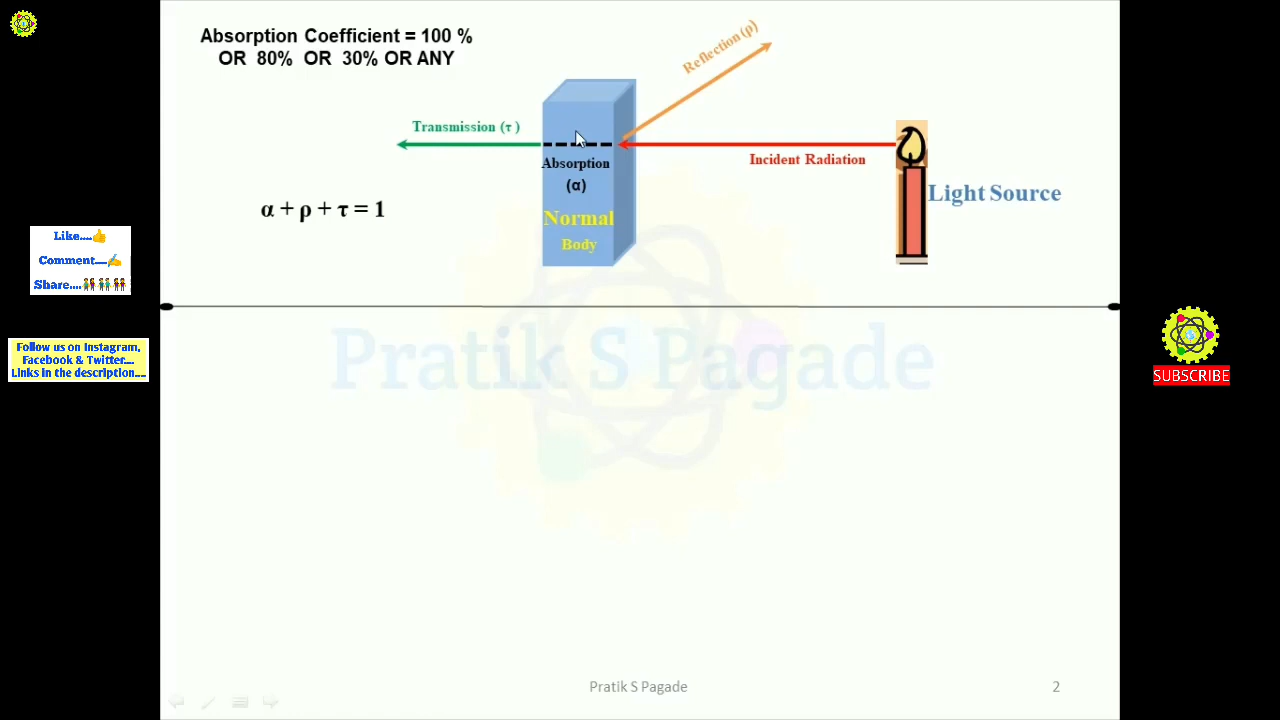 Absorption Coefficient = 100 %
OR 80% OR 30% OR ANY
Reflection (ρ)
Transmission (τ )
Incident Radiation
Absorption
(α)
Light Source
α + ρ + τ = 1
Normal
Body
Like....👍
Comment....✍
Share....👫👬👭
Follow us on Instagram,
Facebook & Twitter....
Links in the description....
Pratik S Pagade
SUBSCRIBE
Pratik S Pagade
2